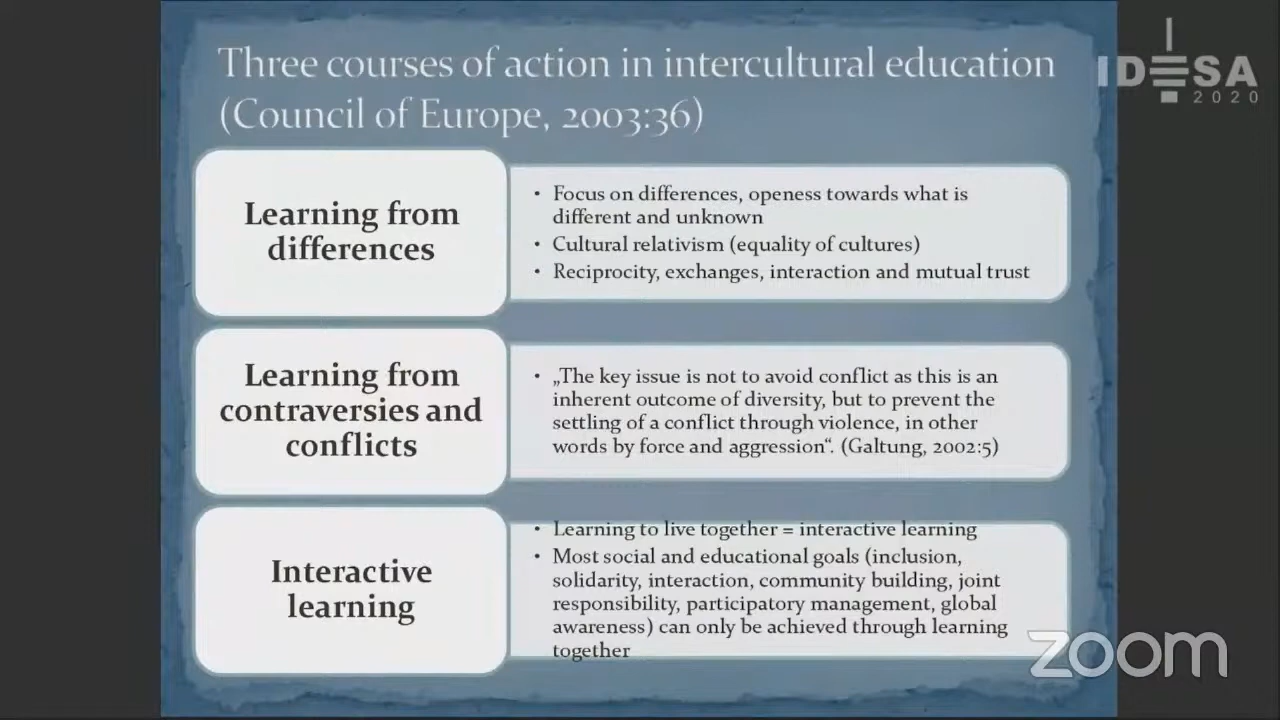 Three courses of action in intercultural education
(Council of Europe, 2003:36)
IDESA
2020
Learning from
differences
• Focus on differences, openess towards what is
different and unknown
• Cultural relativism (equality of cultures)
• Reciprocity, exchanges, interaction and mutual trust
Learning from
contraversies and
conflicts
• „The key issue is not to avoid conflict as this is an
inherent outcome of diversity, but to prevent the
settling of a conflict through violence, in other
words by force and aggression“. (Galtung, 2002:5)
Interactive
learning
• Learning to live together = interactive learning
• Most social and educational goals (inclusion,
solidarity, interaction, community building, joint
responsibility, participatory management, global
awareness) can only be achieved through learning
together
zoom